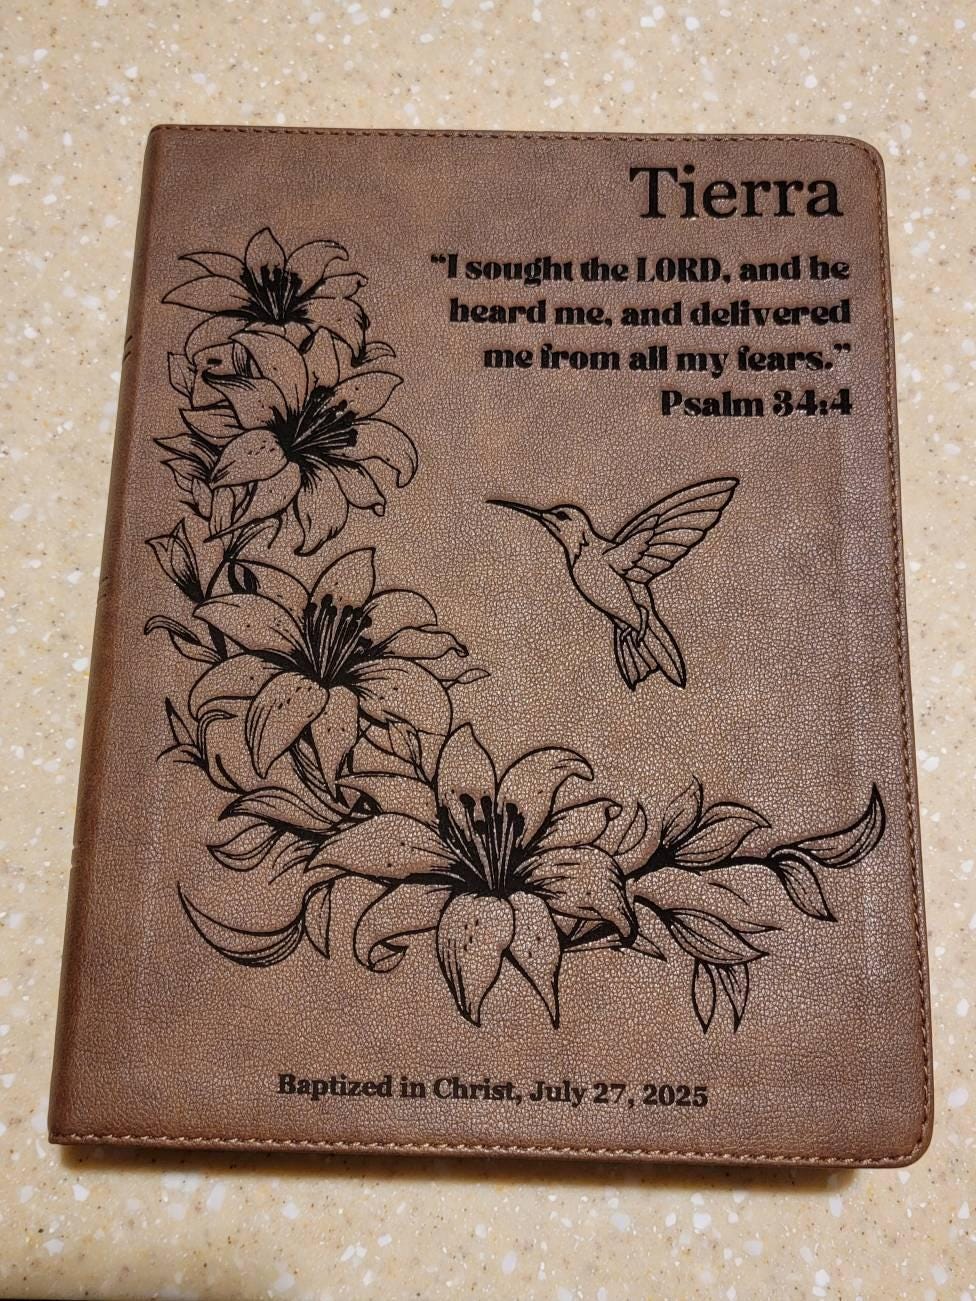 Tierra
“I sought the LORD, and he
heard me, and delivered
me from all my fears.”
Psalm 34:4
Baptized in Christ, July 27, 2025